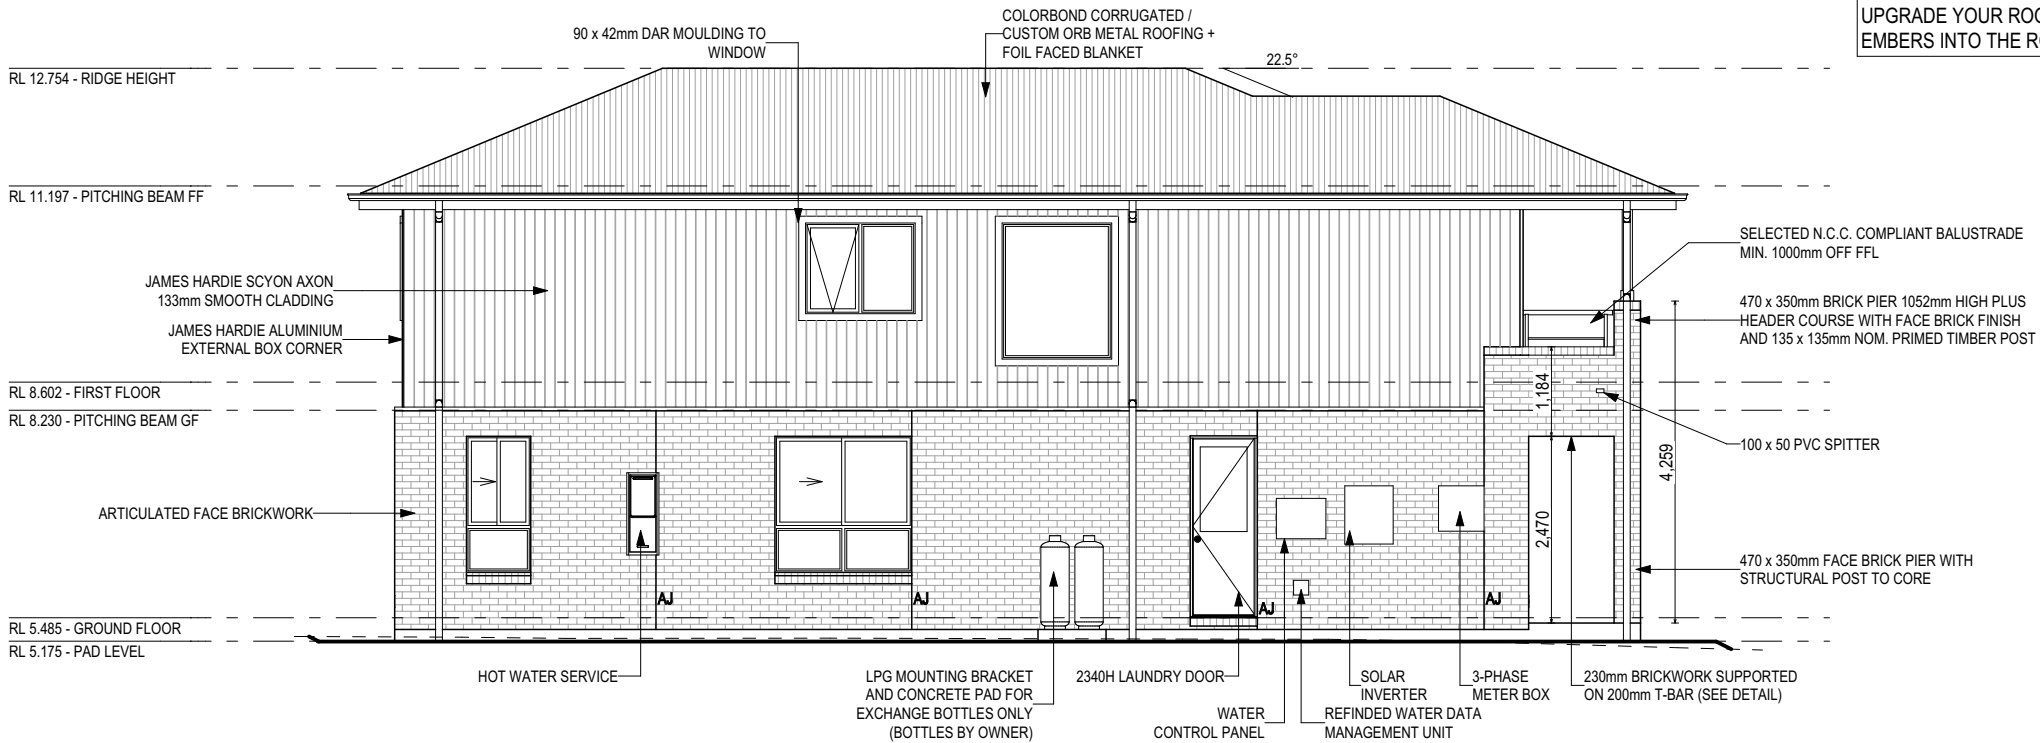 UPGRADE YOUR
EMBERS INTO THE
COLORBOND CORRUGATED /
CUSTOM ORB METAL ROOFING +
FOIL FACED BLANKET
90 x 42mm DAR MOULDING TO
WINDOW
22.5°
RL 12.754 - RIDGE HEIGHT
RL 11.197 - PITCHING BEAM FF
SELECTED N.C.C. COMPLIANT BALUSTRADE
MIN. 1000mm OFF FFL
JAMES HARDIE SCYON AXON
133mm SMOOTH CLADDING
470 x 350mm BRICK PIER 1052mm HIGH PLUS
HEADER COURSE WITH FACE BRICK FINISH
AND 135 x 135mm NOM. PRIMED TIMBER POST
JAMES HARDIE ALUMINIUM
EXTERNAL BOX CORNER
RL 8.602 - FIRST FLOOR
RL 8.230 - PITCHING BEAM GF
1,184
100 x 50 PVC SPITTER
4,259
ARTICULATED FACE BRICKWORK
2,470
470 x 350mm FACE BRICK PIER WITH
STRUCTURAL POST TO CORE
AJ
AJ
AJ
AJ
RL 5.485 - GROUND FLOOR
RL 5.175 - PAD LEVEL
HOT WATER SERVICE
LPG MOUNTING BRACKET
AND CONCRETE PAD FOR
EXCHANGE BOTTLES ONLY
(BOTTLES BY OWNER)
2340H LAUNDRY DOOR
WATER
CONTROL PANEL
REFINDED WATER DATA
MANAGEMENT UNIT
SOLAR
INVERTER
3-PHASE
METER BOX
230mm BRICKWORK SUPPORTED
ON 200mm T-BAR (SEE DETAIL)